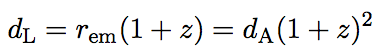 d_L = r_em(1 + z) = d_A(1 + z)²